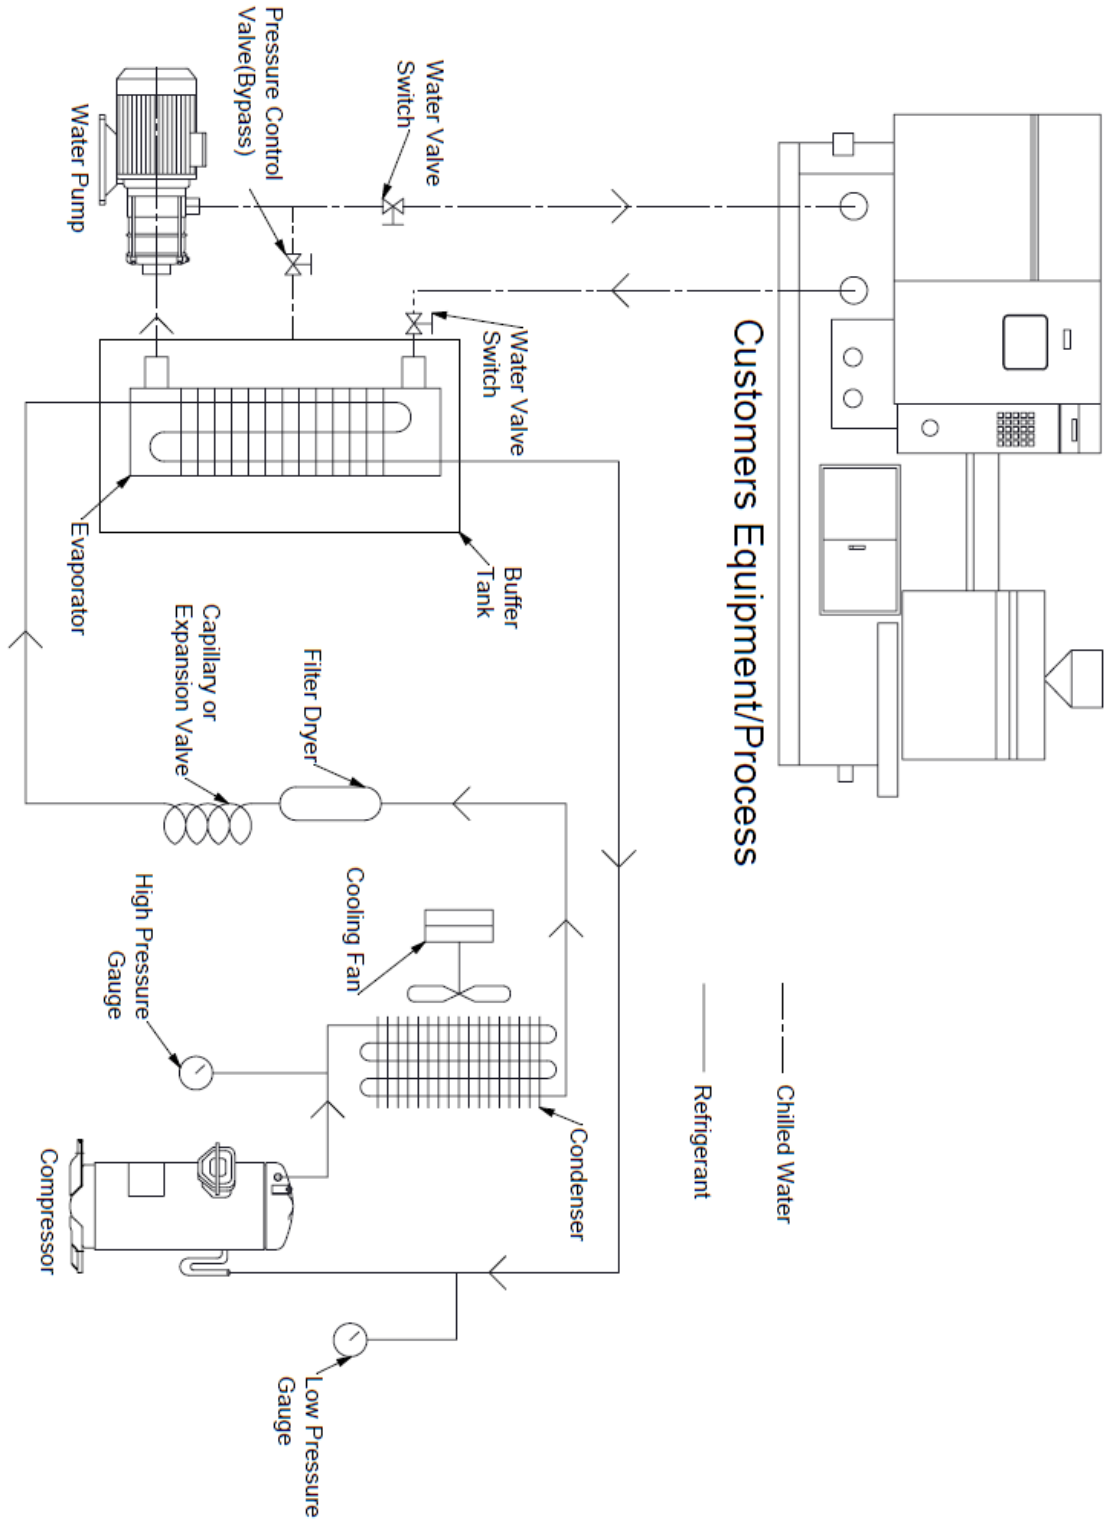 Customers Equipment/Process
Chilled Water
Refrigerant
Water Valve
Switch
Water Valve
Switch
Pressure Control
Valve(Bypass)
Water Pump
Buffer
Tank
Evaporator
Capillary or
Expansion Valve
Filter Dryer
Cooling Fan
High Pressure
Gauge
Condenser
Compressor
Low Pressure
Gauge